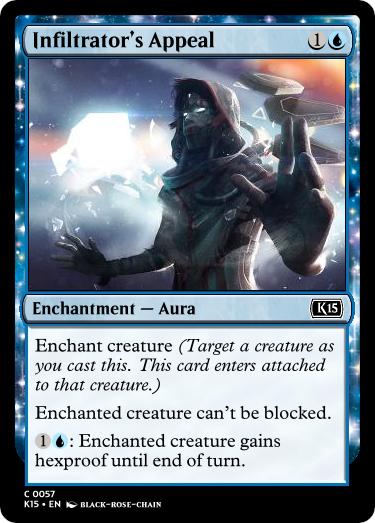 Infiltrator's Appeal 1
Enchantment — Aura K15
Enchant creature (Target a creature as
you cast this. This card enters attached
to that creature.)
Enchanted creature can't be blocked.
1 : Enchanted creature gains
hexproof until end of turn.
C 0057
K15 • EN BLACK-ROSE-CHAIN